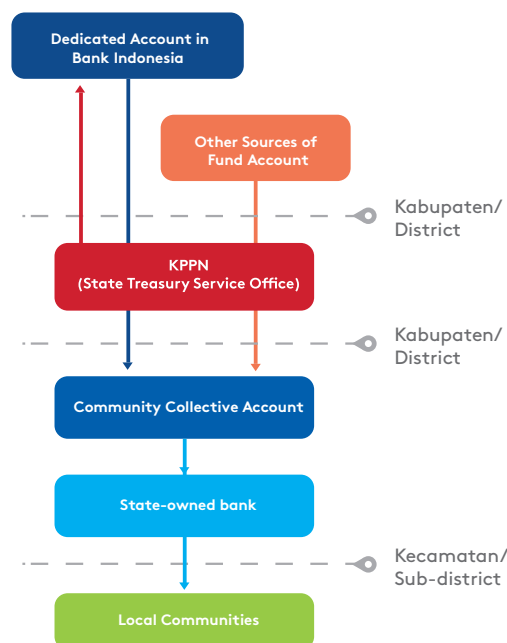 Dedicated Account in
Bank Indonesia
Other Sources of
Fund Account
Kabupaten/
District
KPPN
(State Treasury Service Office)
Kabupaten/
District
Community Collective Account
State-owned bank
Kecamatan/
Sub-district
Local Communities